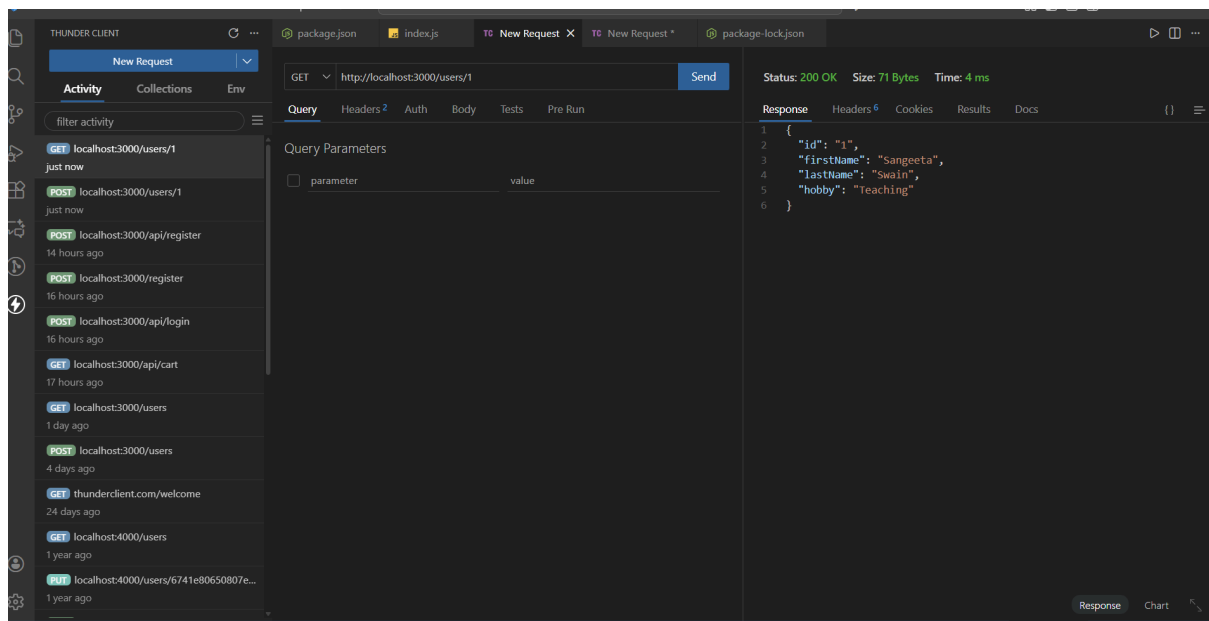 THUNDER CLIENT
New Request
Activity Collections Env
filter activity
GET localhost:3000/users/1
just now
POST localhost:3000/users/1
just now
POST localhost:3000/api/register
14 hours ago
POST localhost:3000/register
16 hours ago
POST localhost:3000/api/login
16 hours ago
GET localhost:3000/api/cart
17 hours ago
GET localhost:3000/users
1 day ago
POST localhost:3000/users
4 days ago
GET thunderclient.com/welcome
24 days ago
GET localhost:4000/users
1 year ago
PUT localhost:4000/users/6741e80650807e...
1 year ago
package.json JS index.js TC New Request X TC New Request * package-lock.json
GET http://localhost:3000/users/1 Send
Query Headers 2 Auth Body Tests Pre Run
Query Parameters
parameter value
Status: 200 OK Size: 71 Bytes Time: 4 ms
Response Headers 6 Cookies Results Docs { }
1 {
2 "id": "1",
3 "firstName": "Sangeeta",
4 "lastName": "Swain",
5 "hobby": "Teaching"
6 }
Response Chart